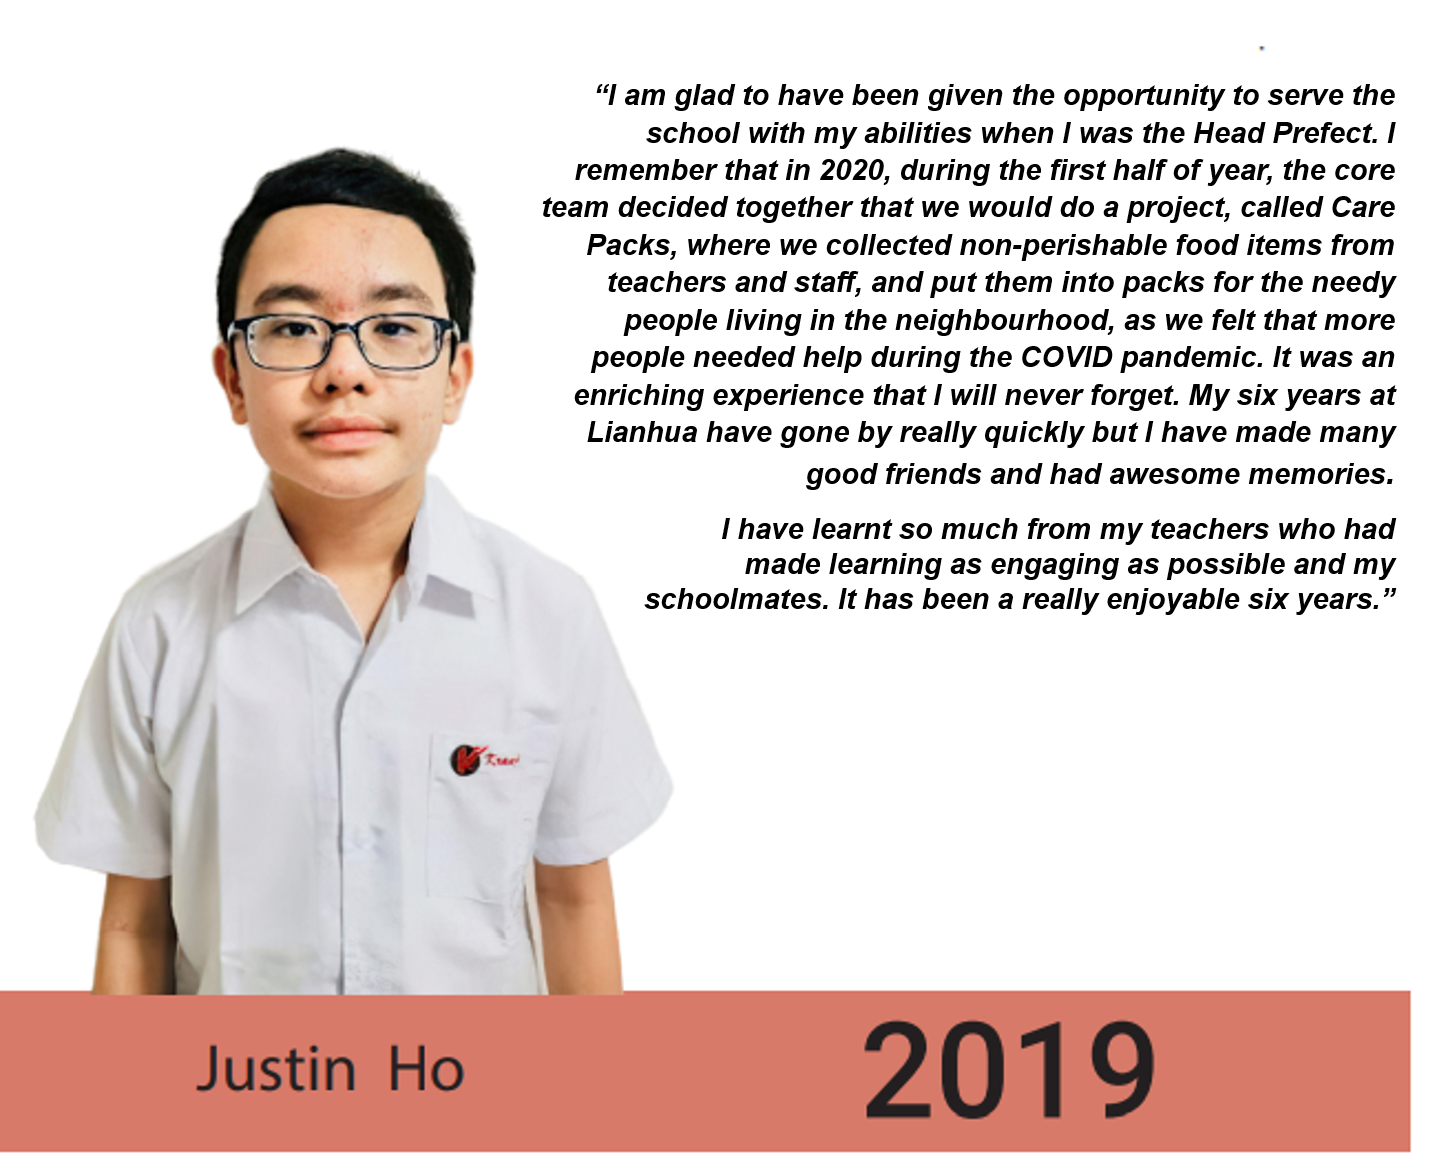 “I am glad to have been given the opportunity to serve the
school with my abilities when I was the Head Prefect. I
remember that in 2020, during the first half of year, the core
team decided together that we would do a project, called Care
Packs, where we collected non-perishable food items from
teachers and staff, and put them into packs for the needy
people living in the neighbourhood, as we felt that more
people needed help during the COVID pandemic. It was an
enriching experience that I will never forget. My six years at
Lianhua have gone by really quickly but I have made many
good friends and had awesome memories.
I have learnt so much from my teachers who had
made learning as engaging as possible and my
schoolmates. It has been a really enjoyable six years.”
Justin Ho
2019